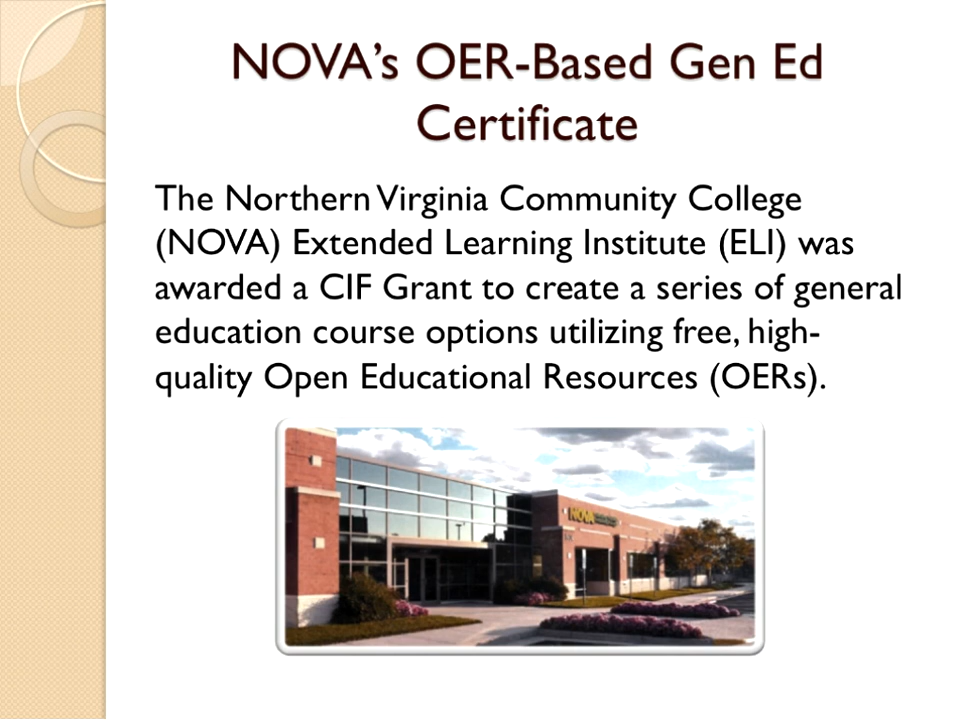 NOVA's OER-Based Gen Ed
Certificate
The Northern Virginia Community College
(NOVA) Extended Learning Institute (ELI) was
awarded a CIF Grant to create a series of general
education course options utilizing free, high-
quality Open Educational Resources (OERs).
NOVA